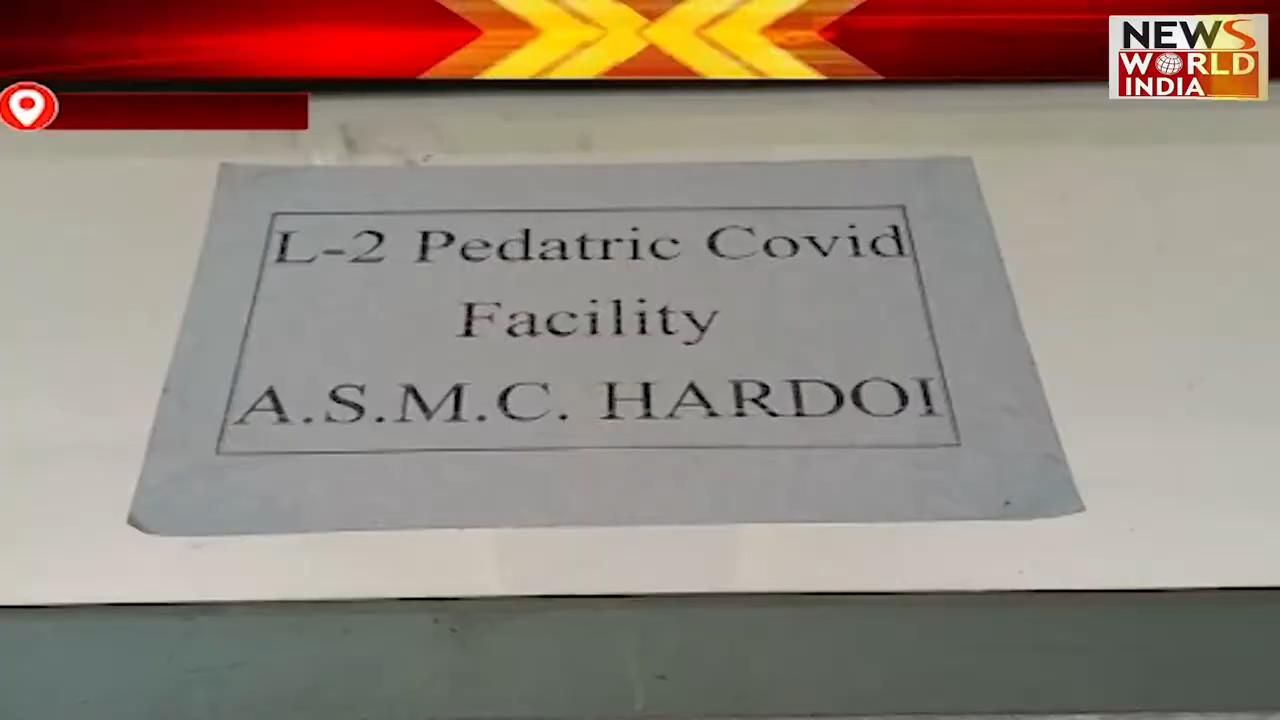 NEWS
WORLD
INDIA
L-2 Pedatric Covid
Facility
A.S.M.C. HARDOI